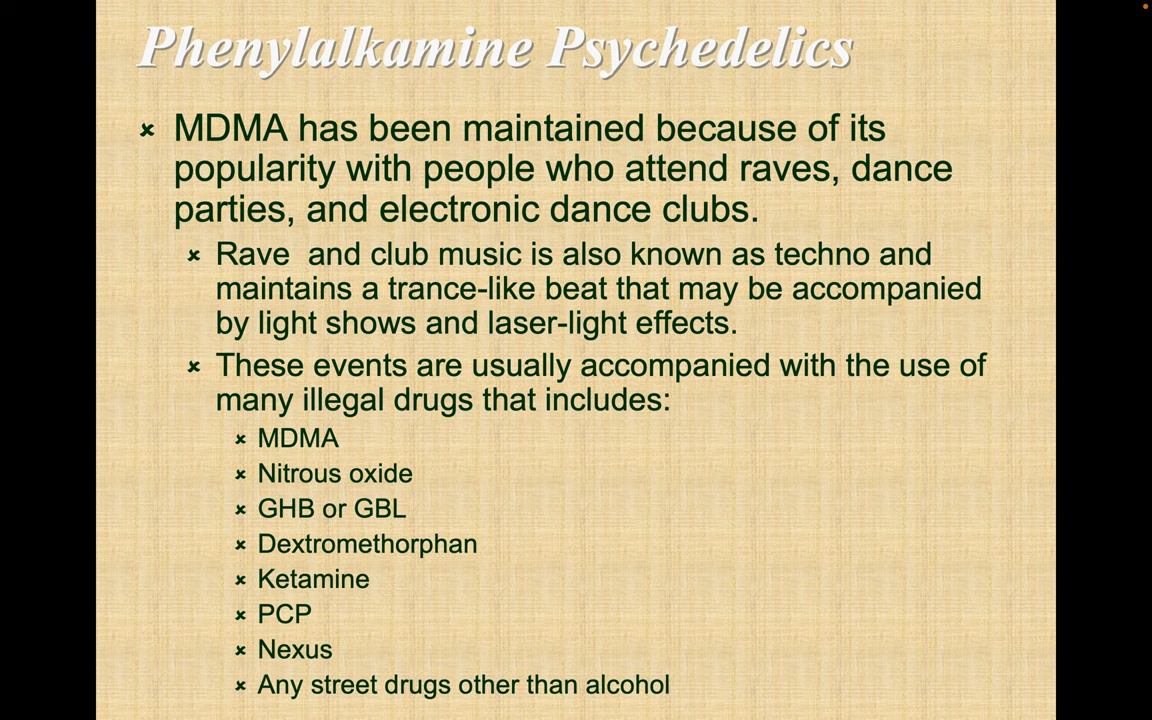 Phenylalkamine Psychedelics
MDMA has been maintained because of its
popularity with people who attend raves, dance
parties, and electronic dance clubs.
Rave  and club music is also known as techno and
maintains a trance-like beat that may be accompanied
by light shows and laser-light effects.
These events are usually accompanied with the use of
many illegal drugs that includes:
MDMA
Nitrous oxide
GHB or GBL
Dextromethorphan
Ketamine
PCP
Nexus
Any street drugs other than alcohol